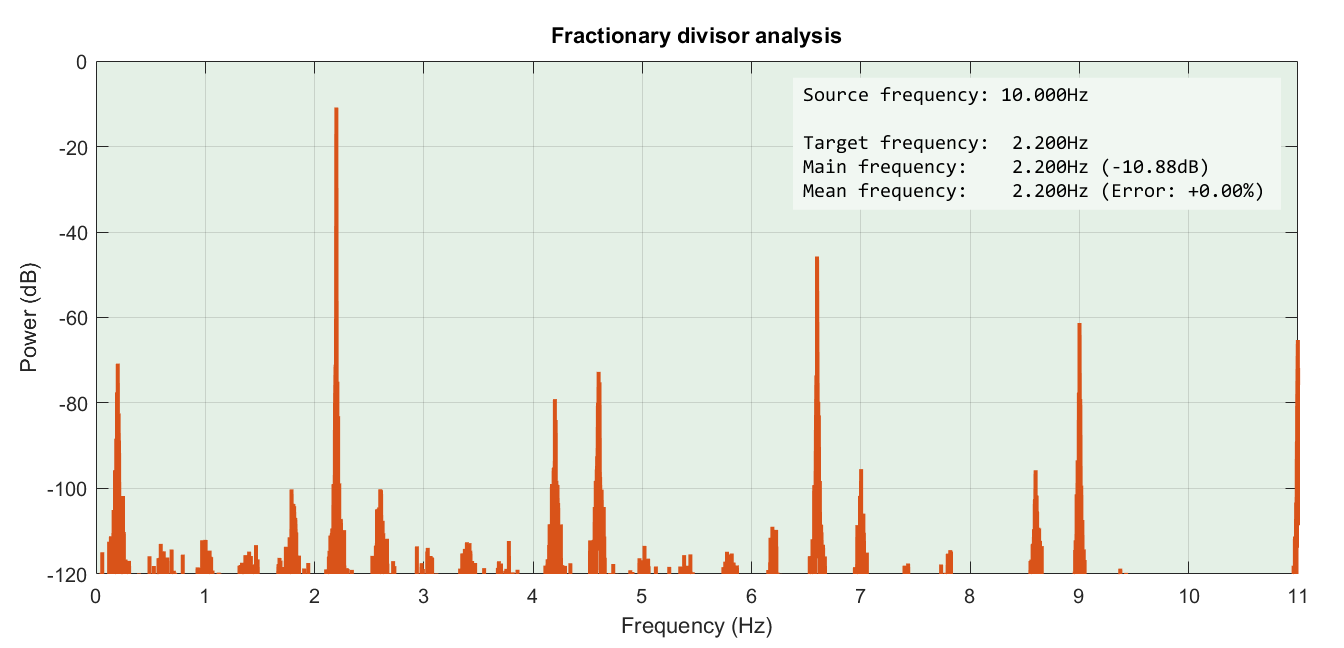 Fractionary divisor analysis
Source frequency: 10.000Hz
Target frequency:  2.200Hz
Main frequency:    2.200Hz (-10.88dB)
Mean frequency:    2.200Hz (Error: +0.00%)
Power (dB)
0
-20
-40
-60
-80
-100
-120
0 1 2 3 4 5 6 7 8 9 10 11
Frequency (Hz)